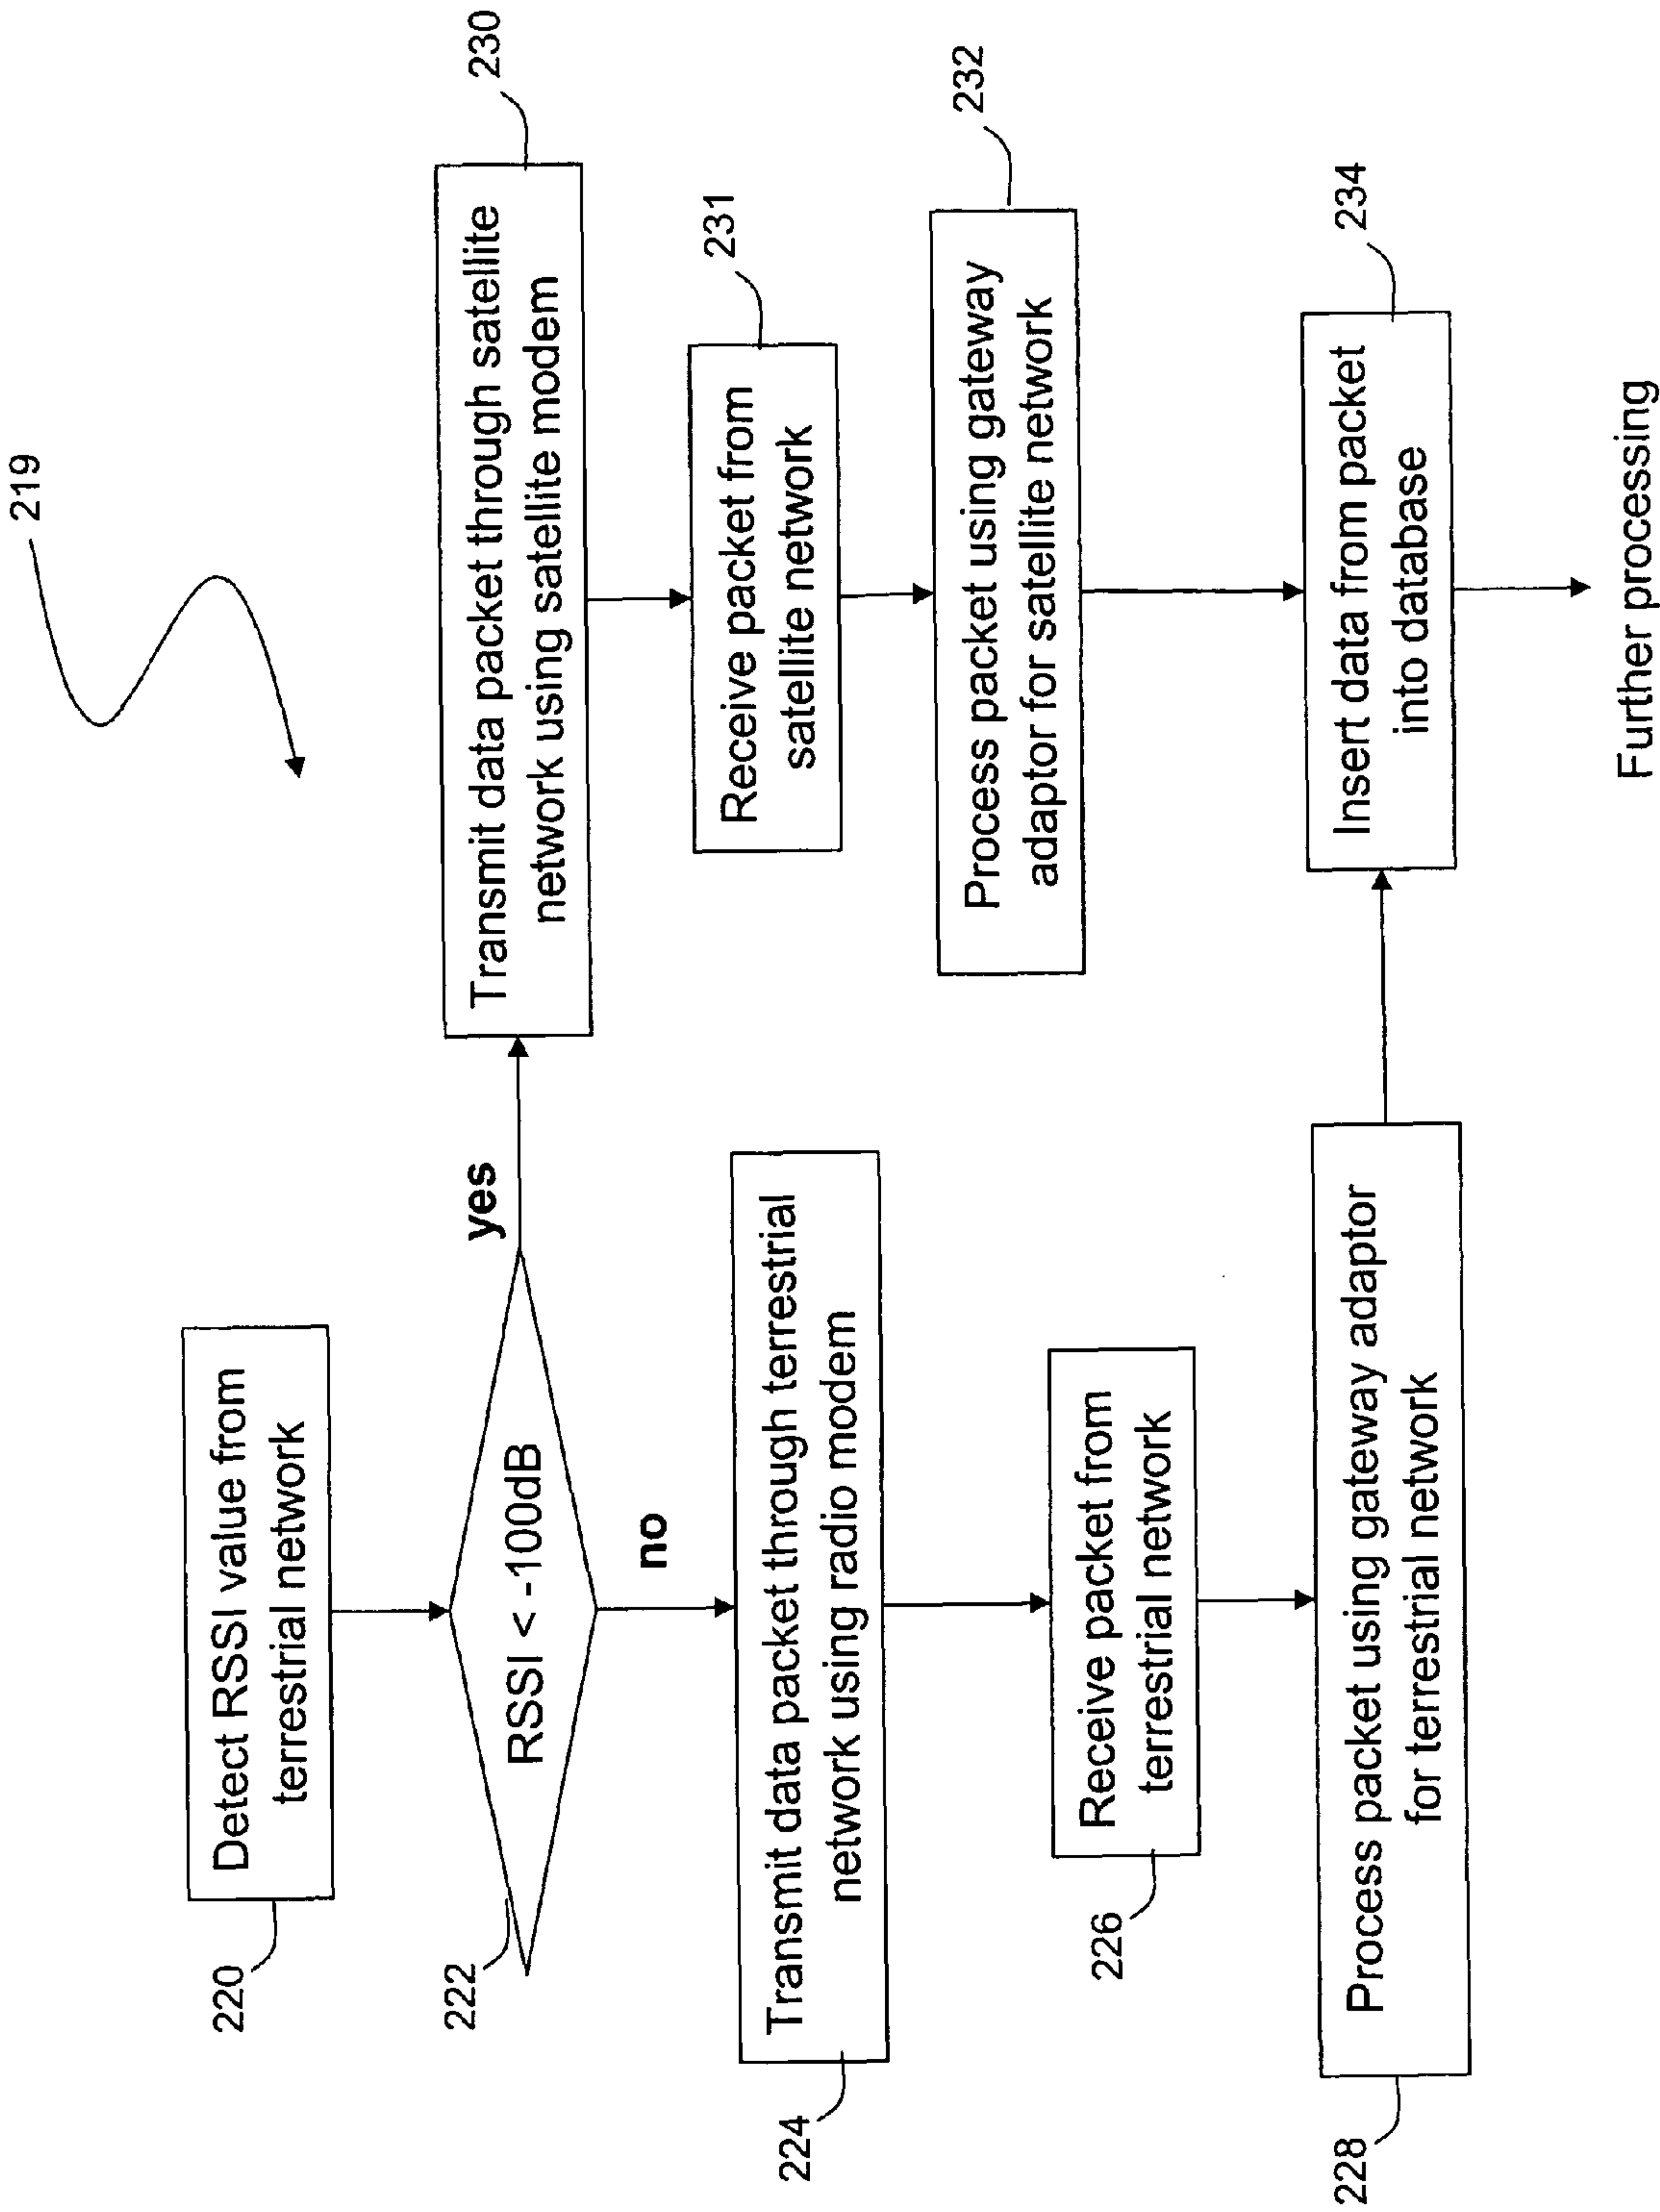 219
220
Detect RSSI value from
terrestrial network
222
RSSI < -100dB
yes
no
230
Transmit data packet through satellite
network using satellite modem
231
Receive packet from
satellite network
232
Process packet using gateway
adaptor for satellite network
224
Transmit data packet through terrestrial
network using radio modem
226
Receive packet from
terrestrial network
228
Process packet using gateway adaptor
for terrestrial network
234
Insert data from packet
into database
Further processing